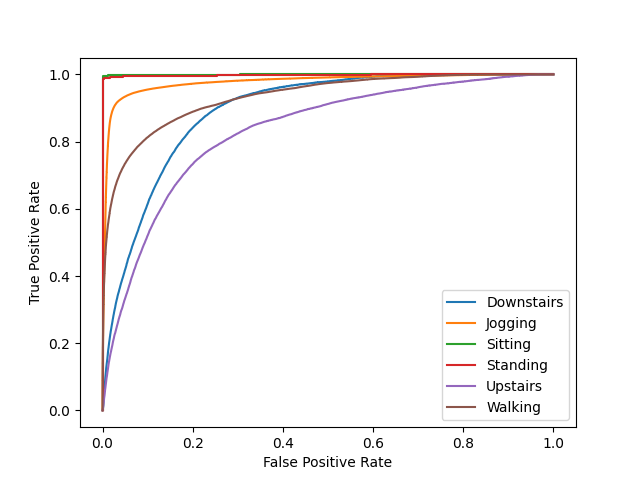 1.0
0.8
0.6
0.4
0.2
0.0
True Positive Rate
0.0 0.2 0.4 0.6 0.8 1.0
False Positive Rate
Downstairs
Jogging
Sitting
Standing
Upstairs
Walking